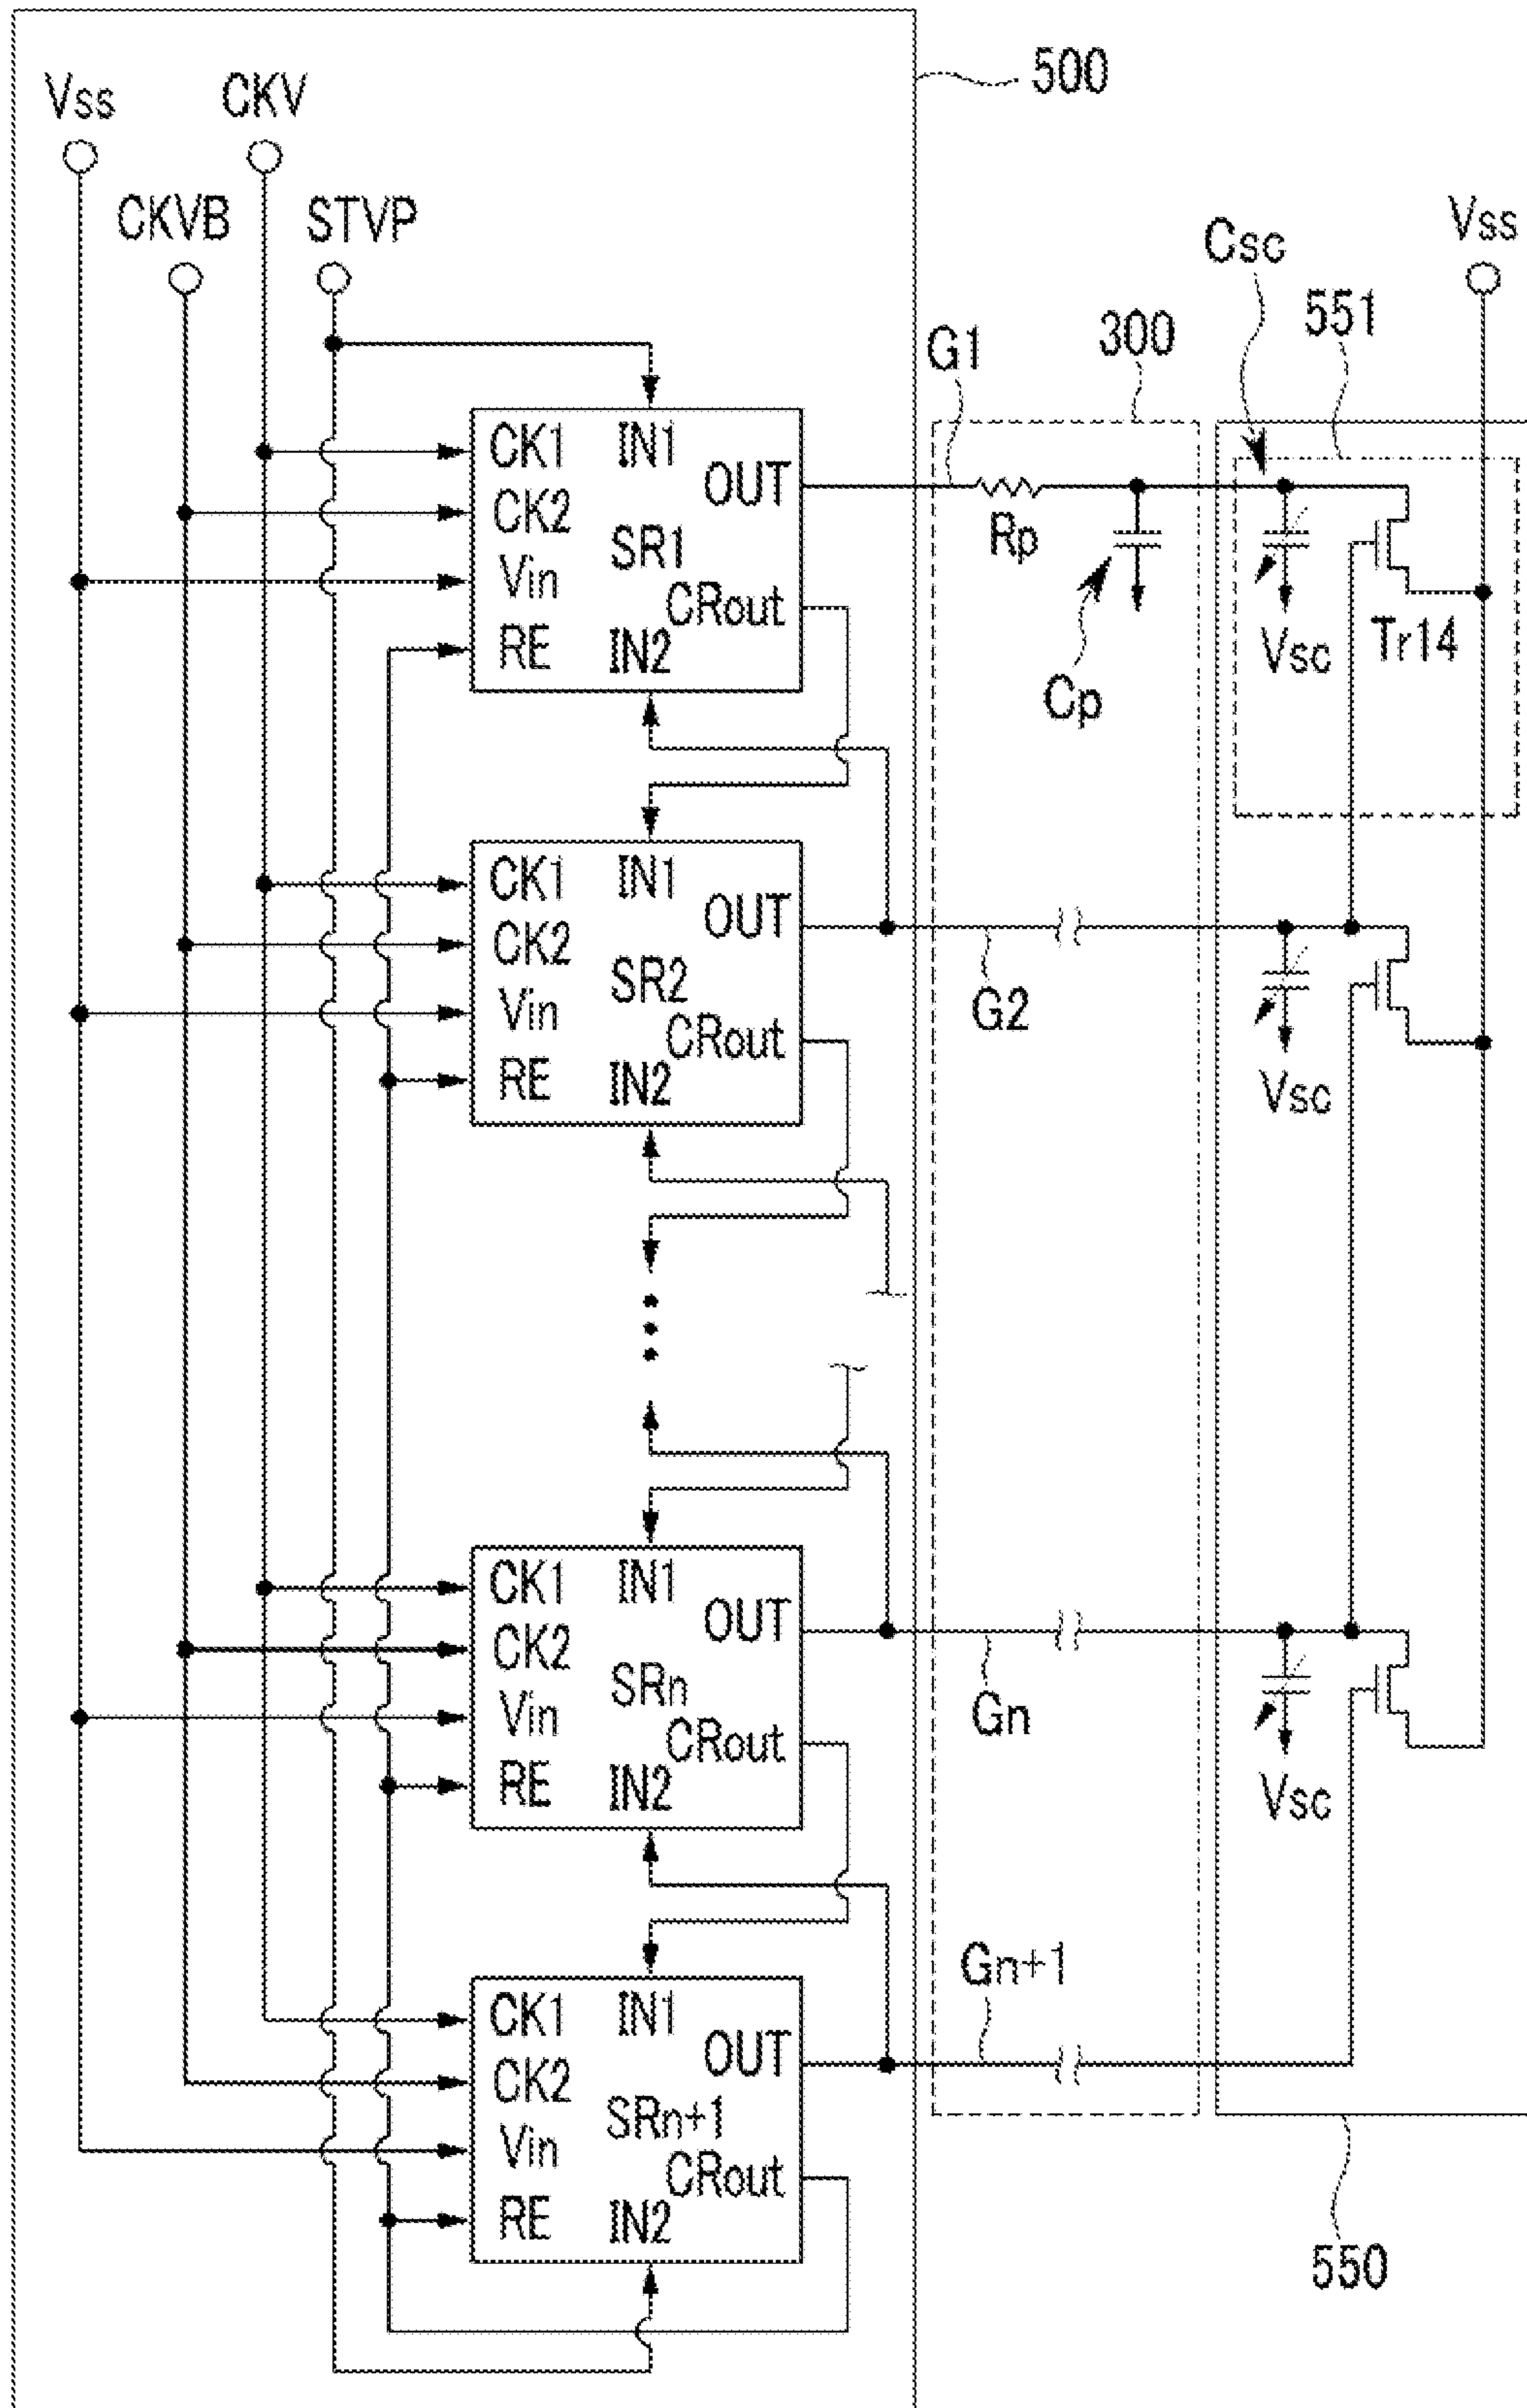 500
Vss
CKV
CKVB
STVP
Csc
Vss
551
300
G1
CK1
IN1
OUT
CK2
SR1
Vin
CRout
RE
IN2
Rp
Cp
Vsc
Tr14
CK1
IN1
OUT
CK2
SR2
Vin
CRout
RE
IN2
G2
Vsc
CK1
IN1
OUT
CK2
SRn
Vin
CRout
RE
IN2
Gn
Vsc
Gn+1
CK1
IN1
OUT
CK2
SRn+1
Vin
CRout
RE
IN2
550